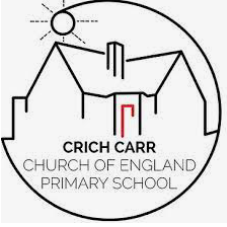 CRICH CARR
CHURCH OF ENGLAND
PRIMARY SCHOOL